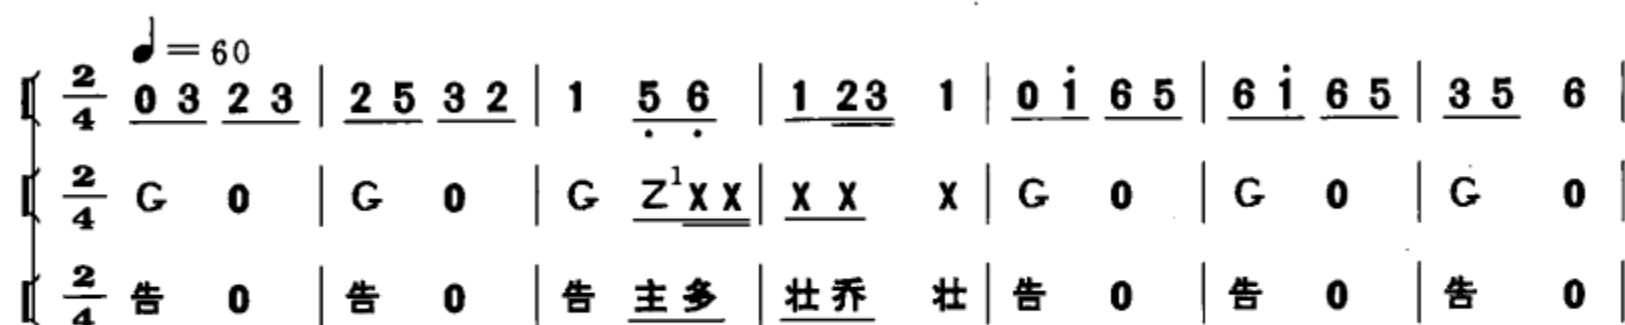 ♩= 60
2/4 0 3 2 3 | 2 5 3 2 | 1 5̣ 6̣ | 1 23 1 | 0 i̇ 6 5 | 6 i̇ 6 5 | 3 5 6 |
2/4 G 0 | G 0 | G Z¹XX | X X X | G 0 | G 0 | G 0 |
2/4 告 0 | 告 0 | 告 主多 | 壮乔 壮 | 告 0 | 告 0 | 告 0 |